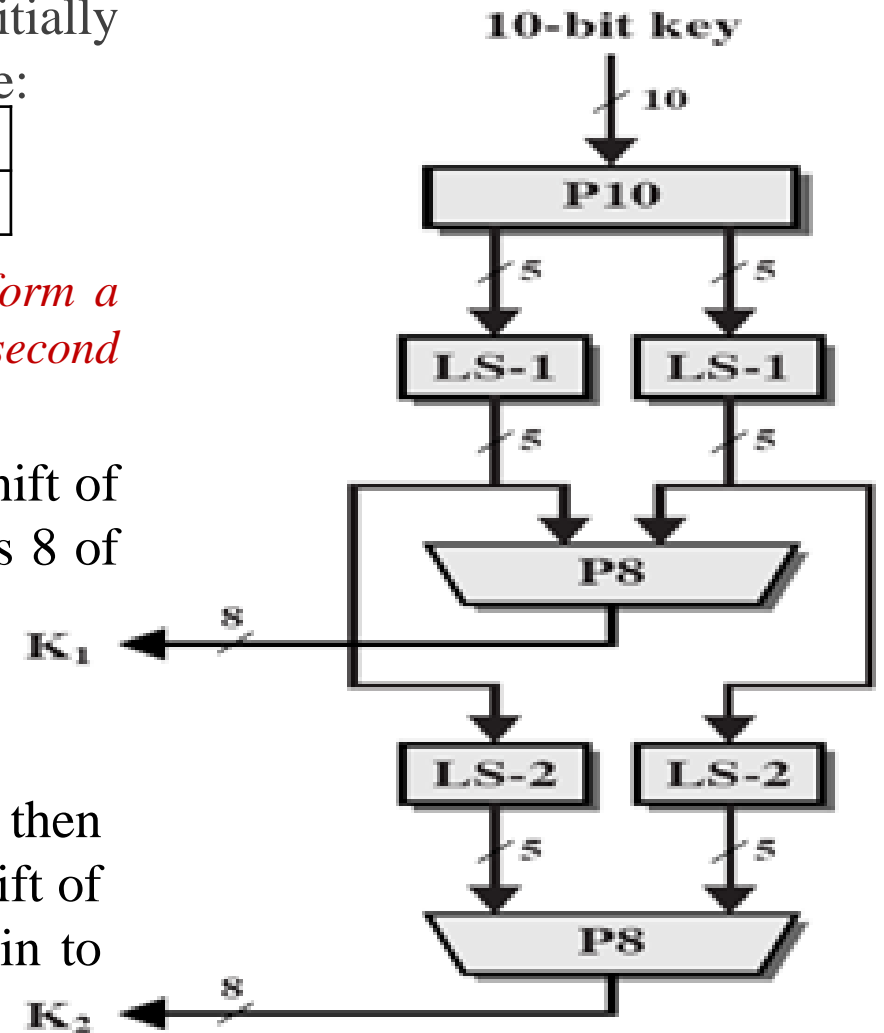 itially
e:
form a
second
hift of
s 8 of
then
ift of
in to
10-bit key
10
P10
5 5
LS-1 LS-1
5 5
P8
8
K₁
LS-2 LS-2
5 5
P8
8
K₂